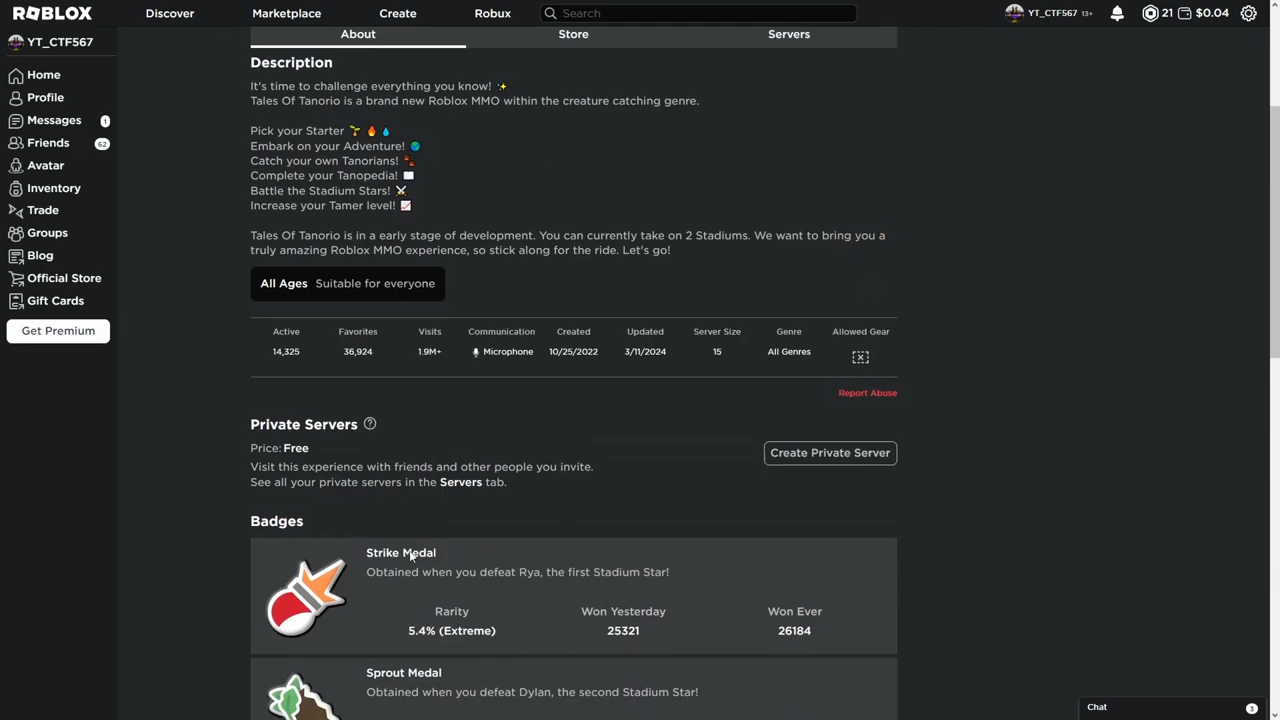 ROBLOX
Discover
Marketplace
Create
Robux
Search
YT_CTF567 13+
21
$0.04
YT_CTF567
Home
Profile
Messages 1
Friends 62
Avatar
Inventory
Trade
Groups
Blog
Official Store
Gift Cards
Get Premium
About
Store
Servers
Description
It's time to challenge everything you know! ✨
Tales Of Tanorio is a brand new Roblox MMO within the creature catching genre.
Pick your Starter 🌱 🔥 💧
Embark on your Adventure! 🌎
Catch your own Tanorians! 🐾
Complete your Tanopedia! 📖
Battle the Stadium Stars! ⚔
Increase your Tamer level! 📈
Tales Of Tanorio is in a early stage of development. You can currently take on 2 Stadiums. We want to bring you a
truly amazing Roblox MMO experience, so stick along for the ride. Let's go!
All Ages Suitable for everyone
Active Favorites Visits Communication Created Updated Server Size Genre Allowed Gear
14,325 36,924 1.9M+ Microphone 10/25/2022 3/11/2024 15 All Genres
Report Abuse
Private Servers
Price: Free
Visit this experience with friends and other people you invite.
See all your private servers in the Servers tab.
Create Private Server
Badges
Strike Medal
Obtained when you defeat Rya, the first Stadium Star!
Rarity Won Yesterday Won Ever
5.4% (Extreme) 25321 26184
Sprout Medal
Obtained when you defeat Dylan, the second Stadium Star!
Chat 3